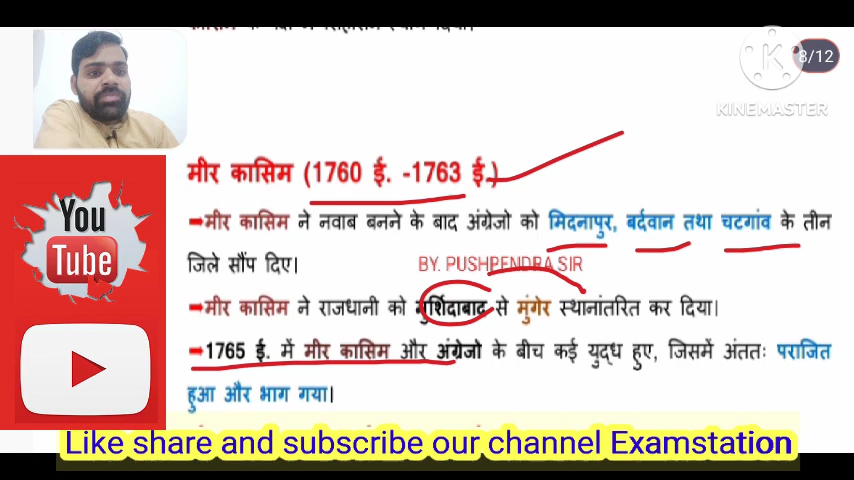 8/12
KINEMASTER
मीर कासिम (1760 ई. -1763 ई.)
➡मीर कासिम ने नवाब बनने के बाद अंग्रेजो को मिदनापुर, बर्दवान तथा चटगांव के तीन
जिले सौंप दिए।
BY. PUSHPENDRA SIR
➡मीर कासिम ने राजधानी को मुर्शिदाबाद से मुंगेर स्थानांतरित कर दिया।
➡1765 ई. में मीर कासिम और अंग्रेजो के बीच कई युद्ध हुए, जिसमें अंततः पराजित
हुआ और भाग गया।
You
Tube
Like share and subscribe our channel Examstation